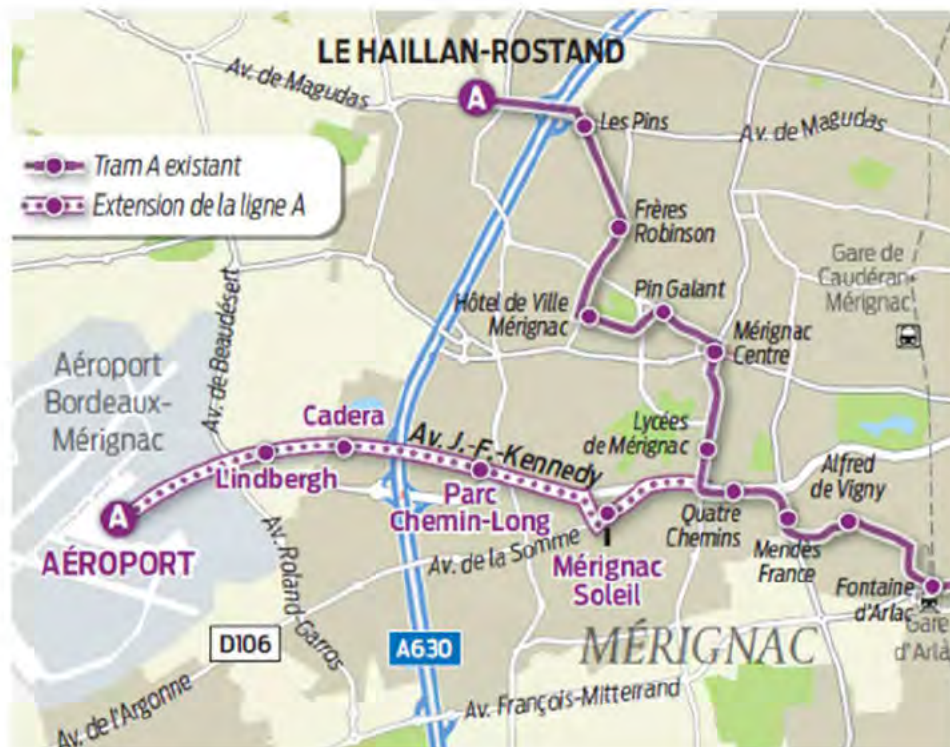 LE HAILLAN-ROSTAND
Av. de Magudas
A
Les Pins
Av. de Magudas
Tram A existant
Extension de la ligne A
Frères
Robinson
Gare de
Caudéran-
Mérignac
Pin Galant
Hôtel de Ville
Mérignac
Mérignac
Centre
Av. de Beaudésert
Aéroport
Bordeaux-
Mérignac
Cadera
Av. J.-F.-Kennedy
Lycées
de Mérignac
Lindbergh
Alfred
de Vigny
Parc
Chemin-Long
Quatre
Chemins
A
AÉROPORT
Av. Roland-Garros
Av. de la Somme
Mérignac
Soleil
Mendès
France
Fontaine
d'Arlac
Gare
d'Arla
D106
A630
MÉRIGNAC
Av. de l'Argonne
Av. François-Mitterrand